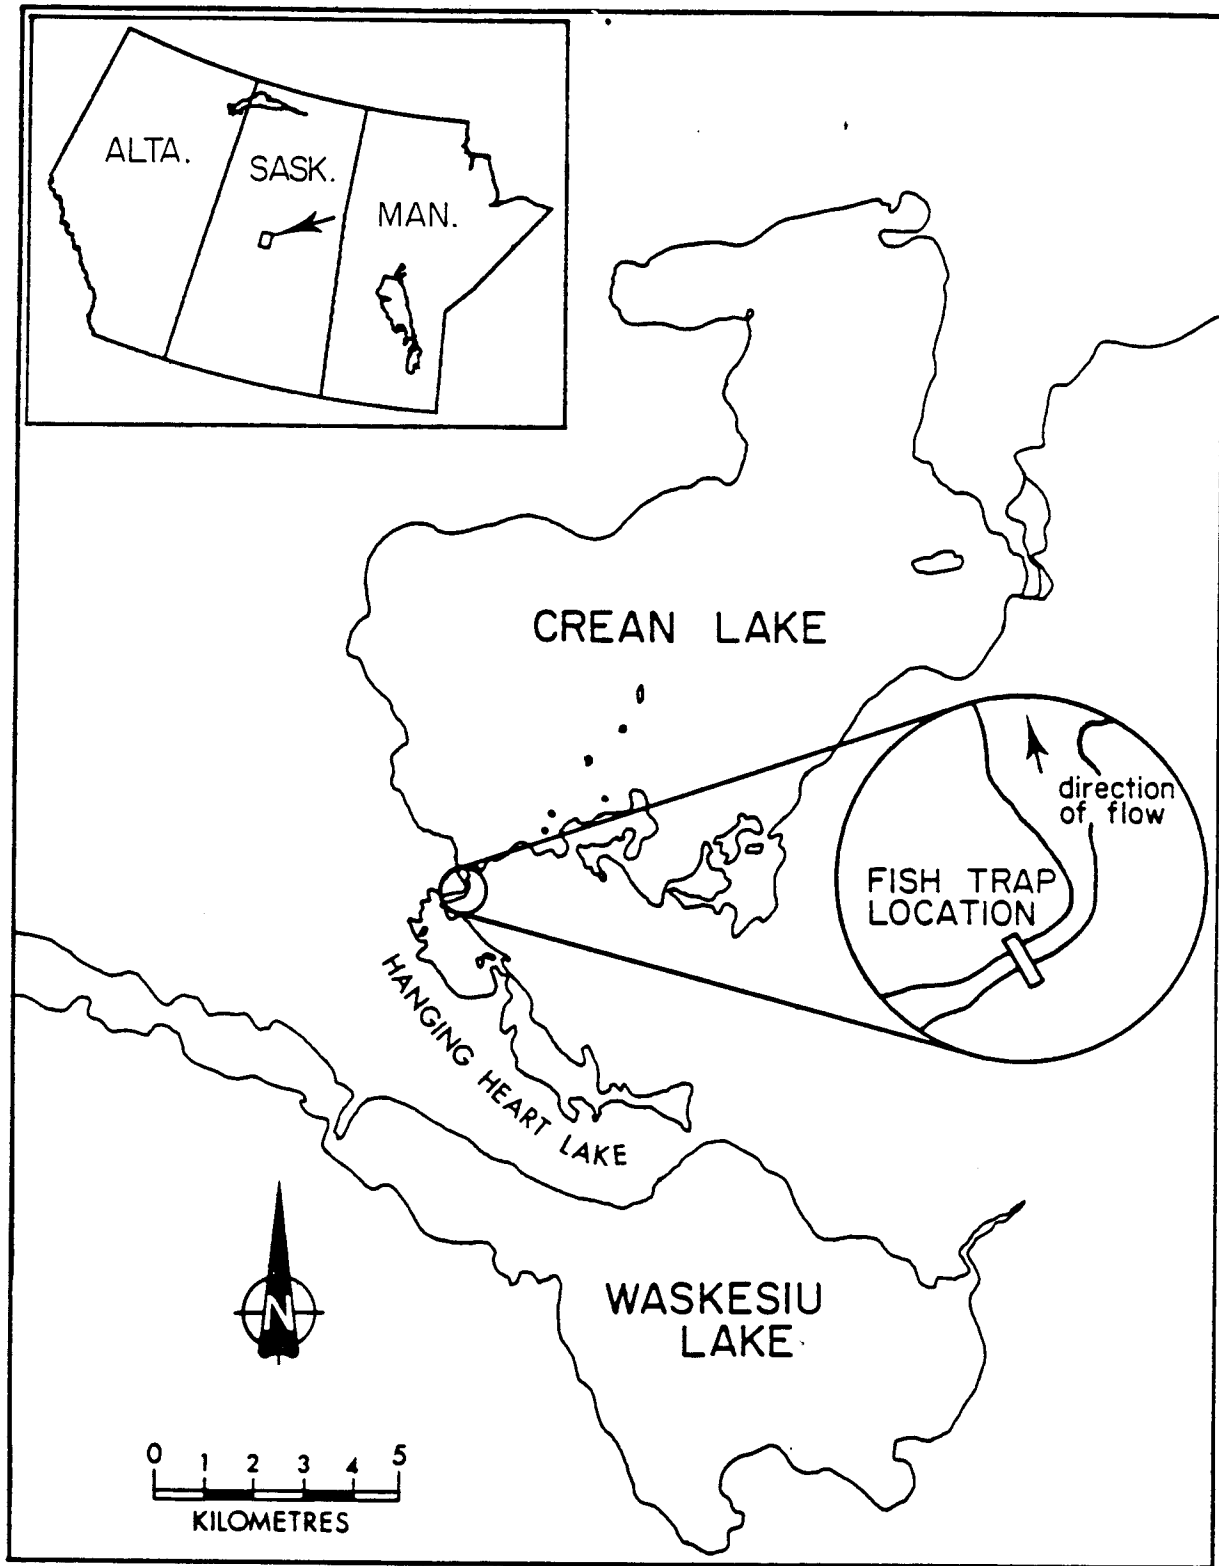 ALTA.
SASK.
MAN.
CREAN LAKE
direction
of flow
FISH TRAP
LOCATION
HANGING HEART LAKE
WASKESIU
LAKE
N
0 1 2 3 4 5
KILOMETRES